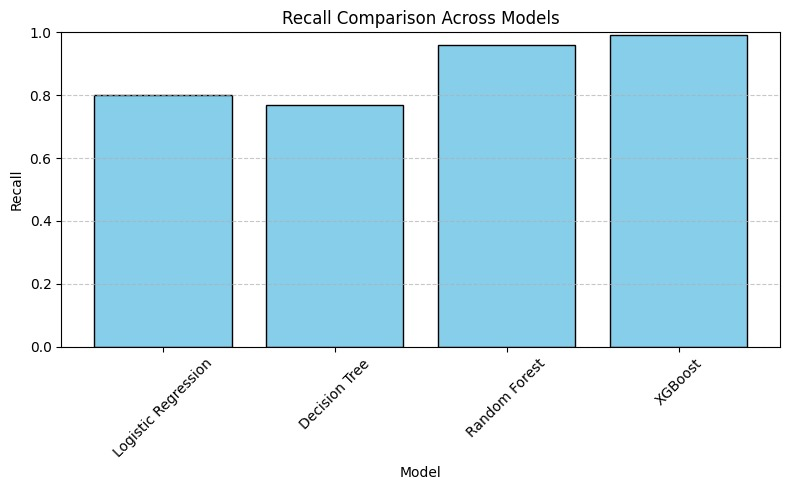 Recall Comparison Across Models
1.0
0.8
0.6
0.4
0.2
0.0
Recall
Logistic Regression
Decision Tree
Random Forest
XGBoost
Model